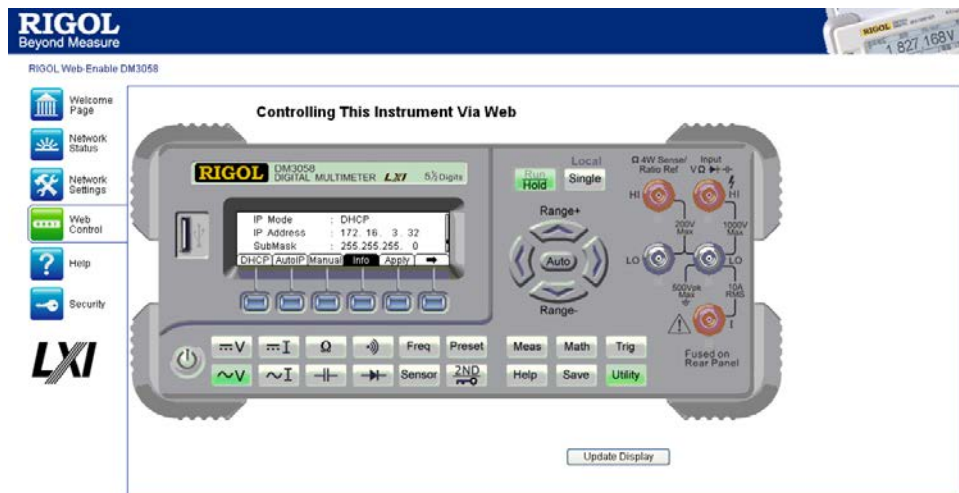 RIGOL
Beyond Measure
RIGOL
1.827 168V
RIGOL Web-Enable DM3058
Welcome Page
Network Status
Network Settings
Web Control
Help
Security
LXI
Controlling This Instrument Via Web
RIGOL DM3058
DIGITAL MULTIMETER LXI 5½ Digits
IP Mode : DHCP
IP Address : 172. 16. 3. 32
SubMask : 255.255.255. 0
DHCP AutoIP Manual Info Apply
Local
Run Hold
Single
Range+
Auto
Range-
Ω 4W Sense/ Ratio Ref
Input
VΩ
HI
HI
200V Max
1000V Max
LO
LO
500Vpk Max
10A RMS
I
Fused on Rear Panel
V I Ω Freq Preset
Meas Math Trig
~V ~I Sensor 2ND
Help Save Utility
Update Display